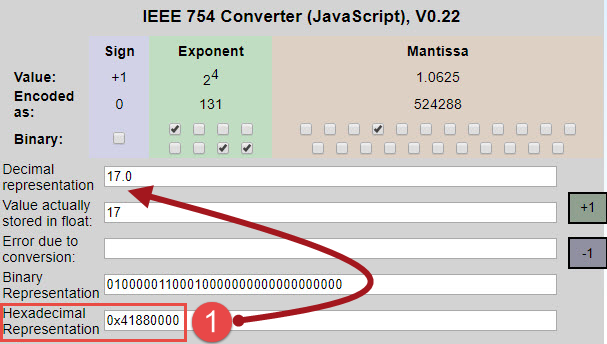 IEEE 754 Converter (JavaScript), V0.22
Sign Exponent Mantissa
Value: +1 2^4 1.0625
Encoded as: 0 131 524288
Binary:
Decimal
representation 17.0
Value actually
stored in float: 17 +1
Error due to
conversion: -1
Binary
Representation 01000001100010000000000000000000
Hexadecimal
Representation 0x41880000 1